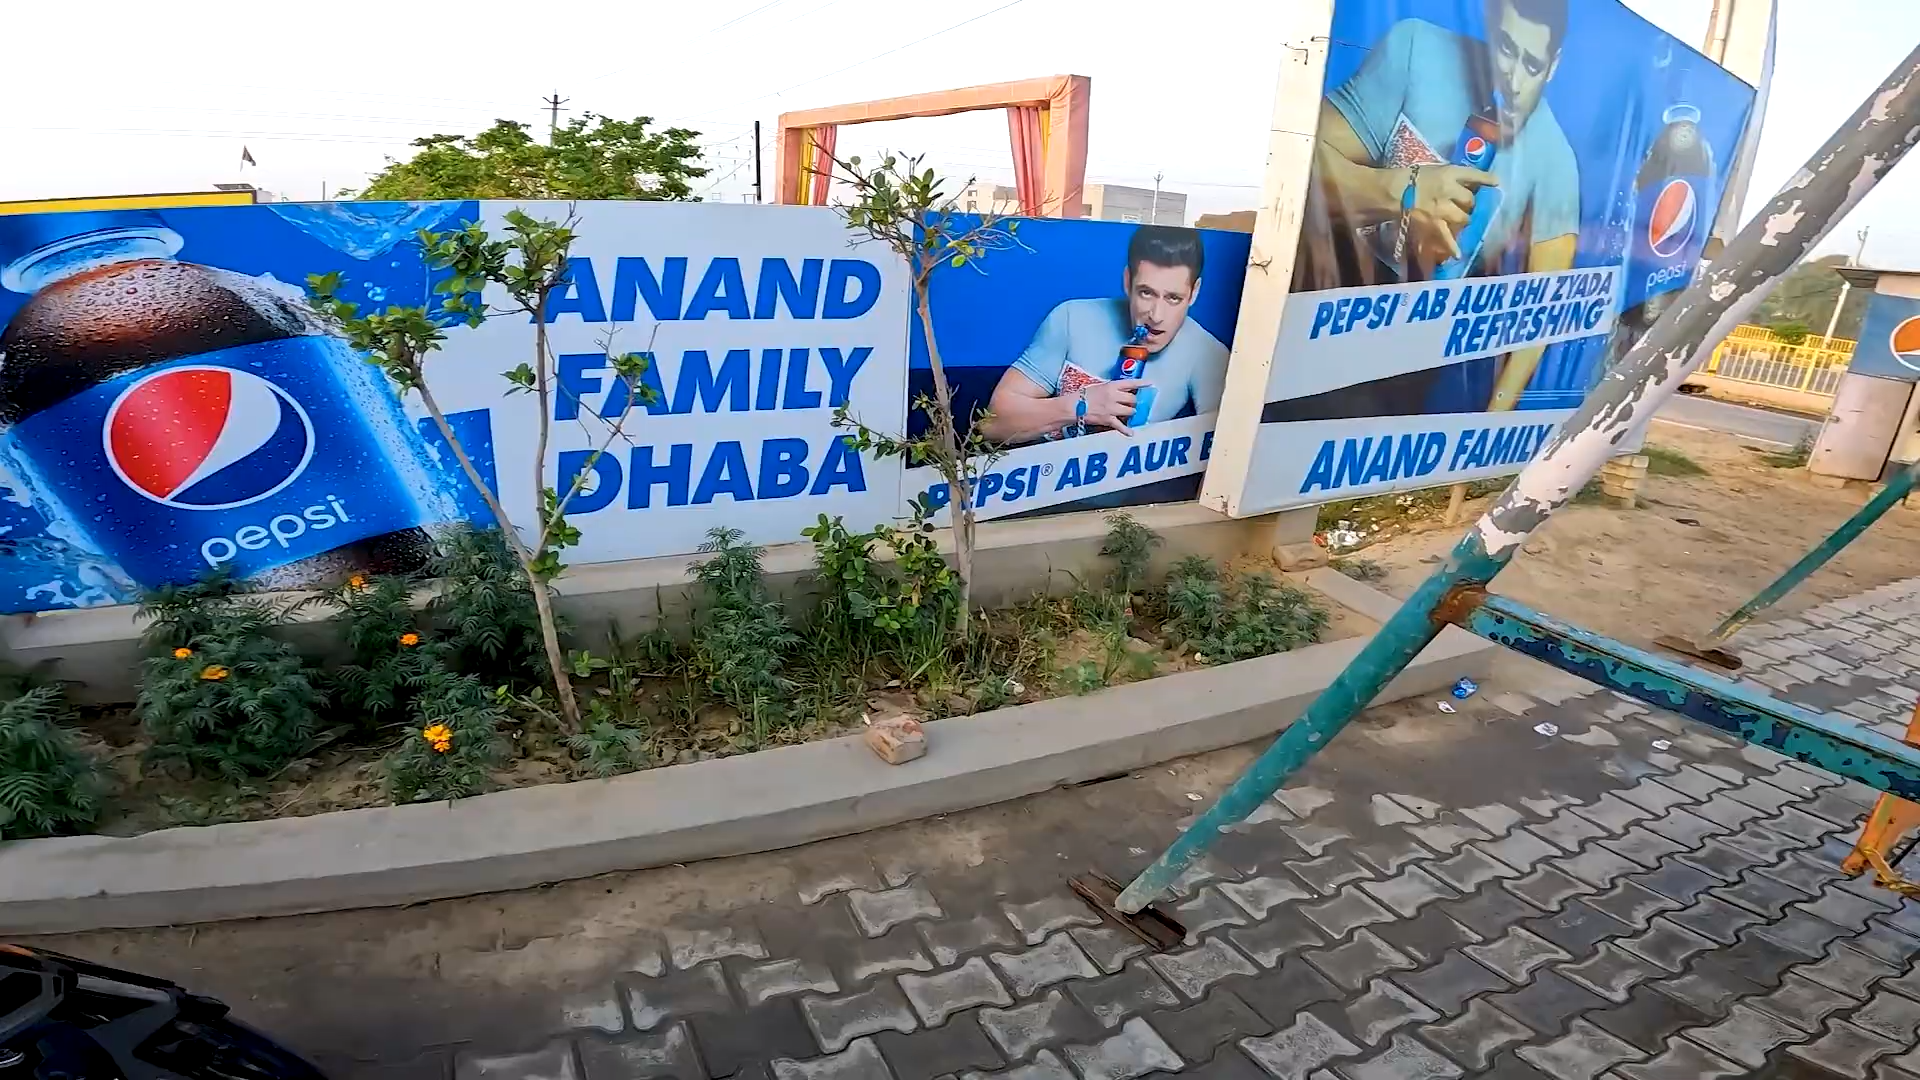 pepsi
ANAND
FAMILY
DHABA
PEPSI® AB AUR
PEPSI® AB AUR BHI ZYADA
REFRESHING
pepsi
ANAND FAMILY